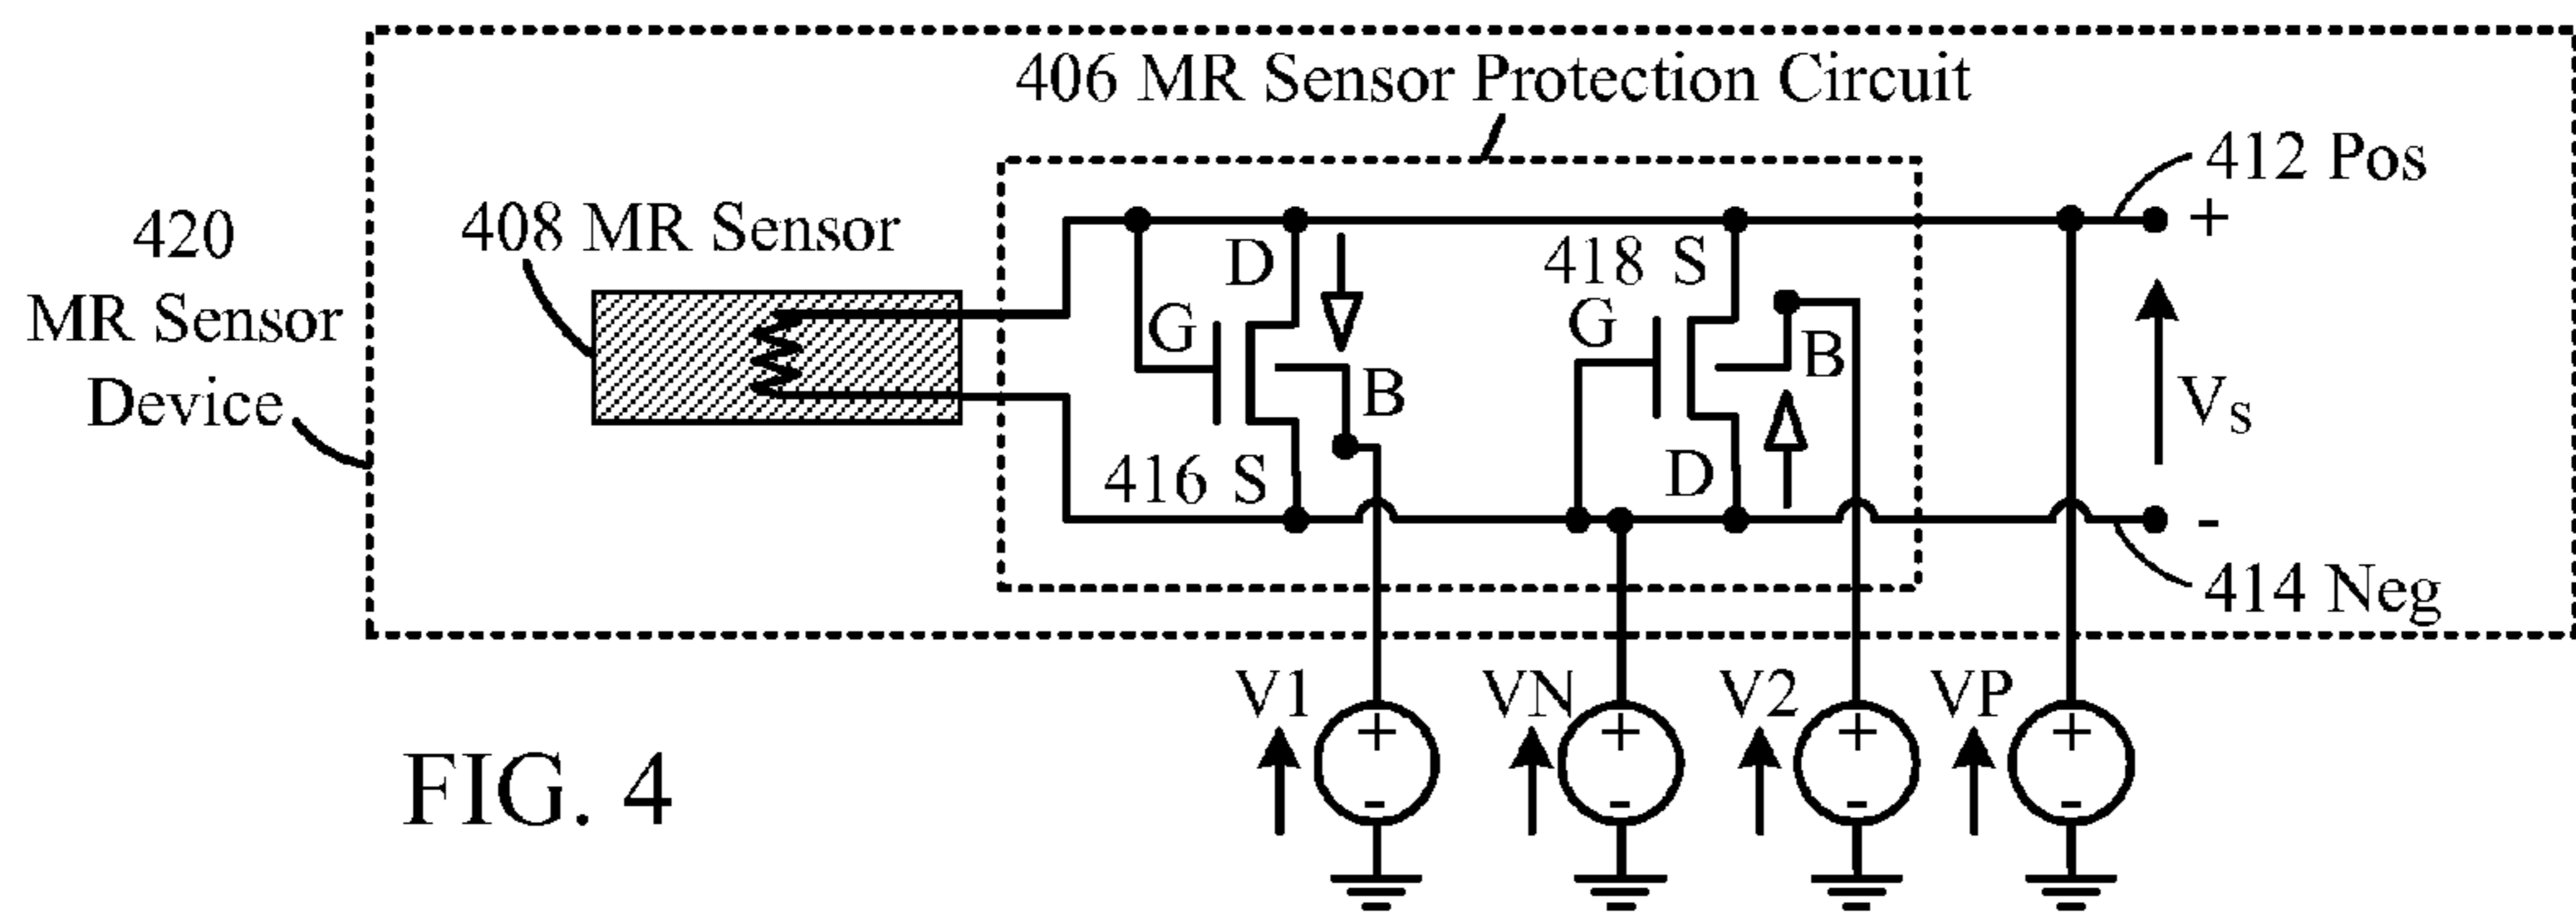 406 MR Sensor Protection Circuit
412 Pos
+
420
MR Sensor
Device
408 MR Sensor
D
418 S
G
G
B
B
Vs
416 S
D
-
414 Neg
V1
VN
V2
VP
+
+
+
+
-
-
-
-
FIG. 4